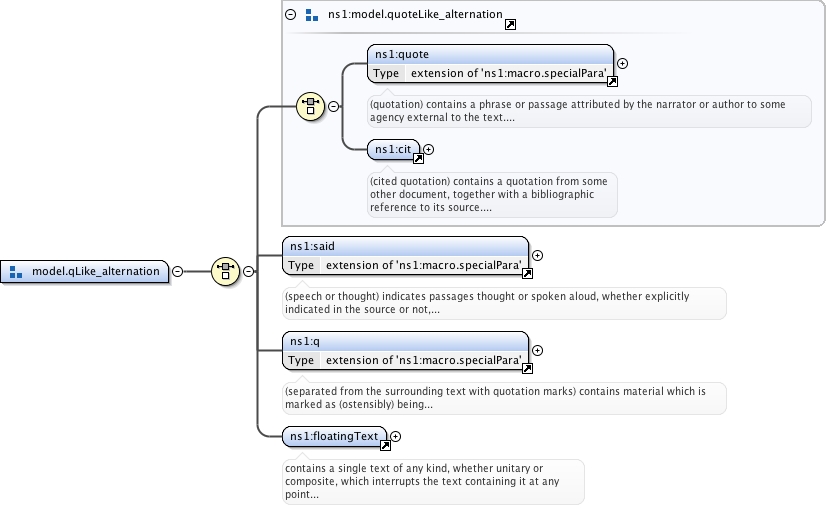 ns1:model.quoteLike_alternation
ns1:quote
Type extension of 'ns1:macro.specialPara'
(quotation) contains a phrase or passage attributed by the narrator or author to some
agency external to the text....
ns1:cit
(cited quotation) contains a quotation from some
other document, together with a bibliographic
reference to its source....
model.qLike_alternation
ns1:said
Type extension of 'ns1:macro.specialPara'
(speech or thought) indicates passages thought or spoken aloud, whether explicitly
indicated in the source or not,...
ns1:q
Type extension of 'ns1:macro.specialPara'
(separated from the surrounding text with quotation marks) contains material which is
marked as (ostensibly) being...
ns1:floatingText
contains a single text of any kind, whether unitary or
composite, which interrupts the text containing it at any
point...